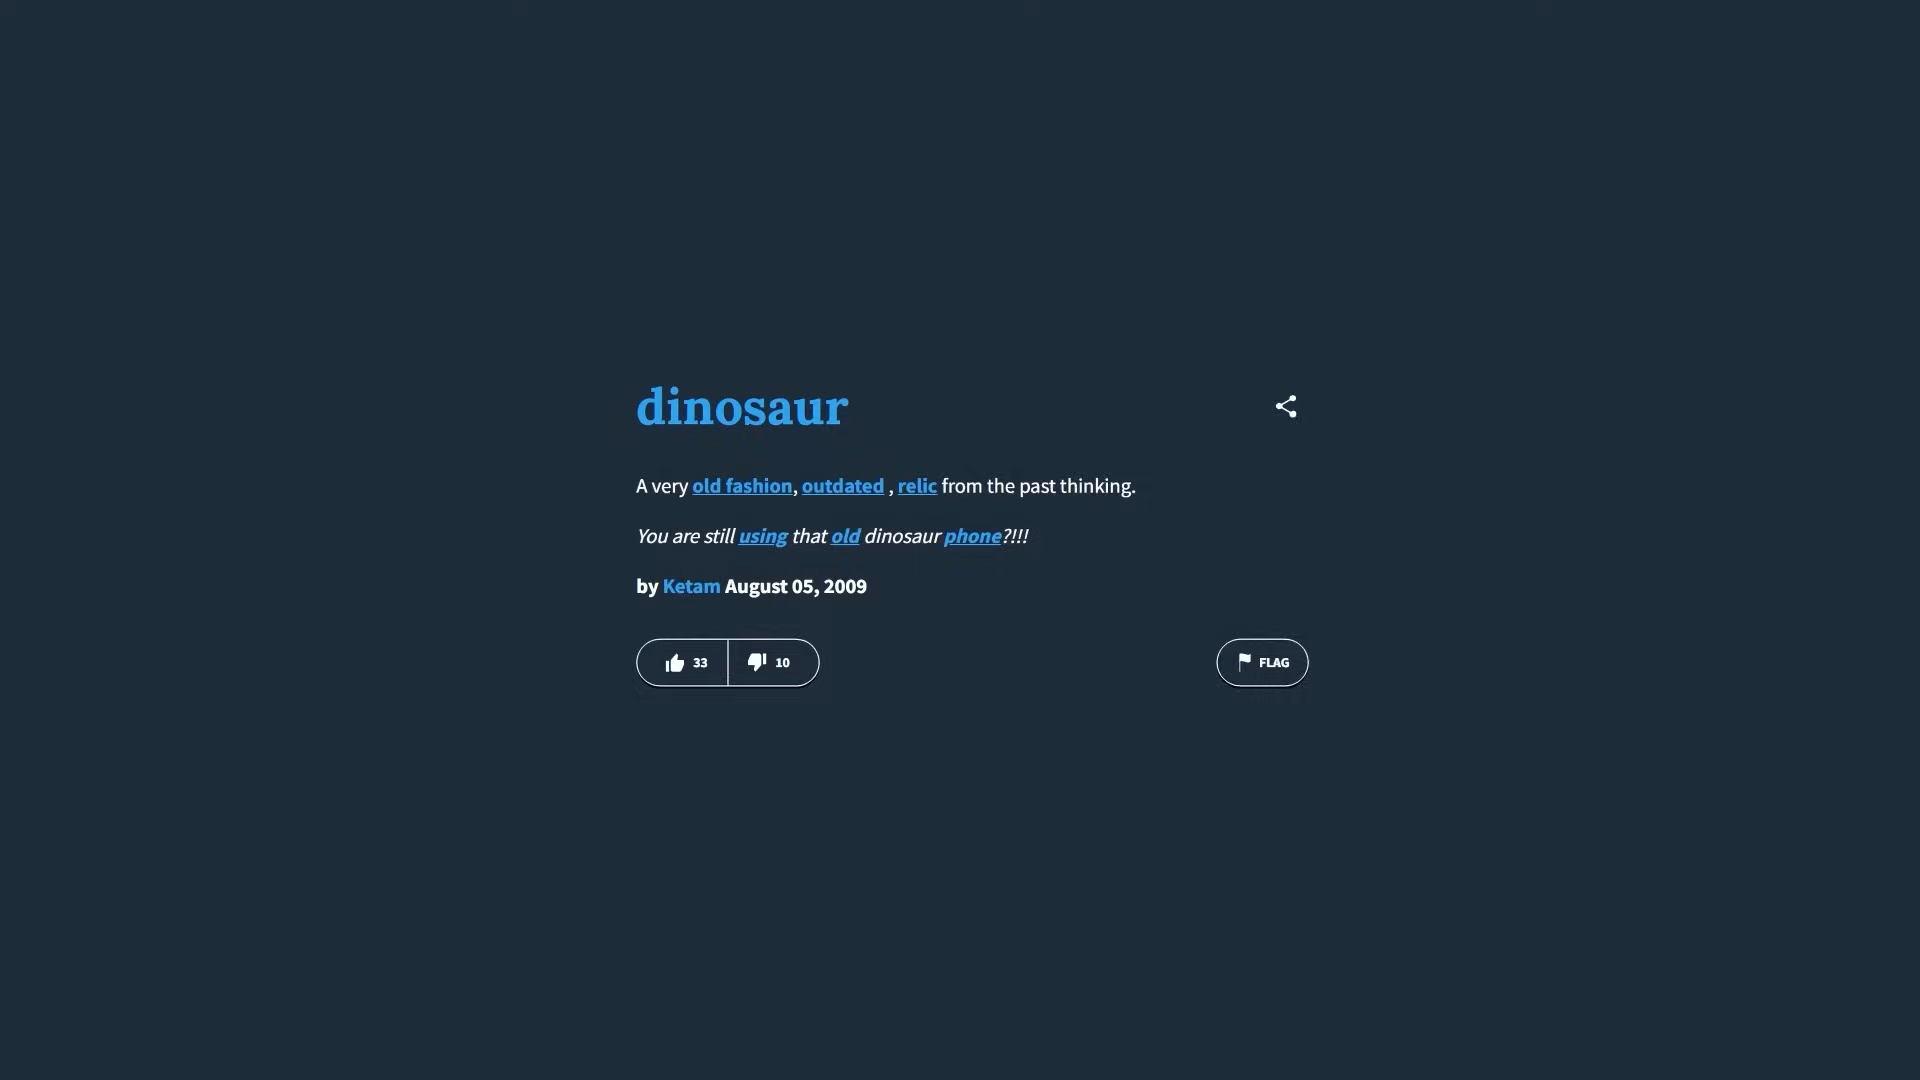 dinosaur
A very old fashion, outdated , relic from the past thinking.
You are still using that old dinosaur phone?!!!
by Ketam August 05, 2009
33 10 FLAG